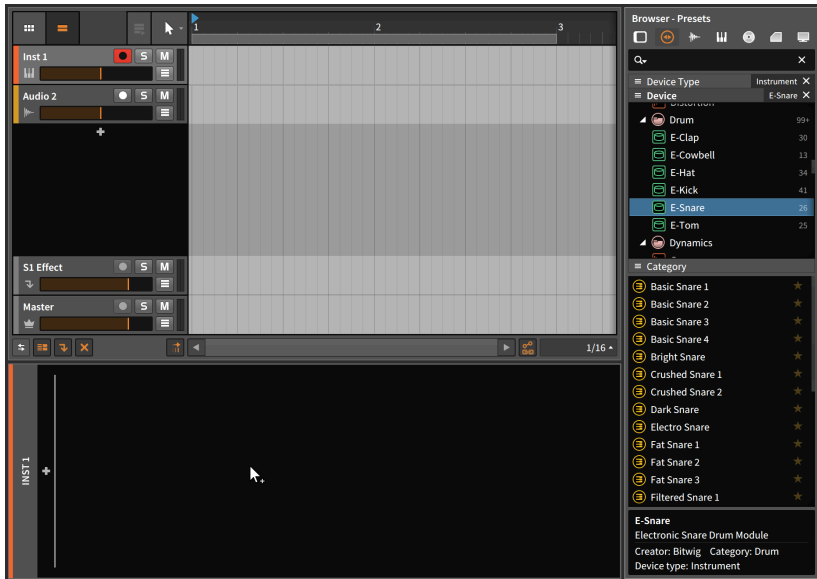 1 2 3
Inst 1 S M
Audio 2 S M
S1 Effect S M
Master S M
1/16
INST 1
Browser - Presets
Device Type Instrument
Device E-Snare
Distortion
Drum 99+
E-Clap 30
E-Cowbell 13
E-Hat 34
E-Kick 41
E-Snare 26
E-Tom 25
Dynamics
Category
Basic Snare 1
Basic Snare 2
Basic Snare 3
Basic Snare 4
Bright Snare
Crushed Snare 1
Crushed Snare 2
Dark Snare
Electro Snare
Fat Snare 1
Fat Snare 2
Fat Snare 3
Filtered Snare 1
E-Snare
Electronic Snare Drum Module
Creator: Bitwig Category: Drum
Device type: Instrument